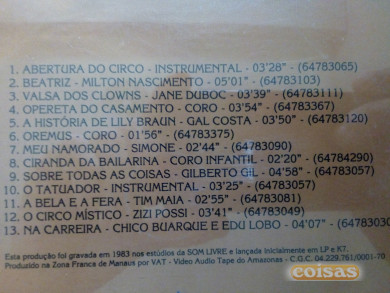 1. ABERTURA DO CIRCO - INSTRUMENTAL - 03'28" - (64783065)
2. BEATRIZ - MILTON NASCIMENTO - 05'01" - (64783103)
3. VALSA DOS CLOWNS - JANE DUBOC - 03'39" - (64783111)
4. OPERETA DO CASAMENTO - CORO - 03'54" - (64783367)
5. A HISTÓRIA DE LILY BRAUN - GAL COSTA - 03'50" - (64783120)
6. OREMUS - CORO - 01'56" - (64783375)
7. MEU NAMORADO - SIMONE - 02'44" - (64783090)
8. CIRANDA DA BAILARINA - CORO INFANTIL - 02'20" - (64784290)
9. SOBRE TODAS AS COISAS - GILBERTO GIL - 04'58" - (64783057)
10. O TATUADOR - INSTRUMENTAL - 03'25" - (64783057)
11. A BELA E A FERA - TIM MAIA - 02'55" - (64783081)
12. O CIRCO MÍSTICO - ZIZI POSSI - 03'41" - (64783049)
13. NA CARREIRA - CHICO BUARQUE E EDU LOBO - 04'07" - (6478303
Esta produção foi gravada em 1983 nos estúdios da SOM LIVRE e lançada inicialmente em LP e K7.
Produzido na Zona Franca de Manaus por VAT - Video Audio Tape do Amazonas - C.G.C. 04.229.761/0001-70
coisas